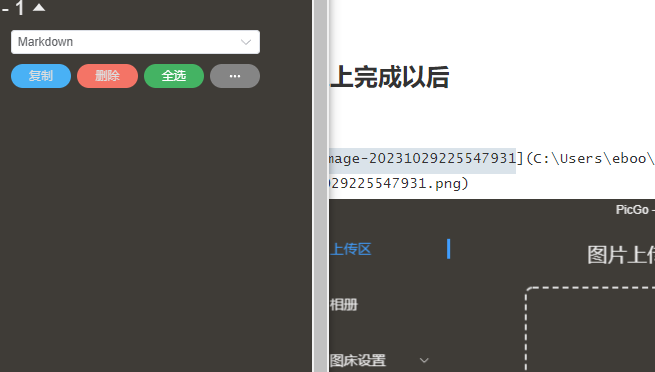 - 1
Markdown
复制 删除 全选 ...
上完成以后
mage-20231029225547931](C:\Users\eboo\
029225547931.png)
PicGo -
上传区
图片上传
相册
图床设置